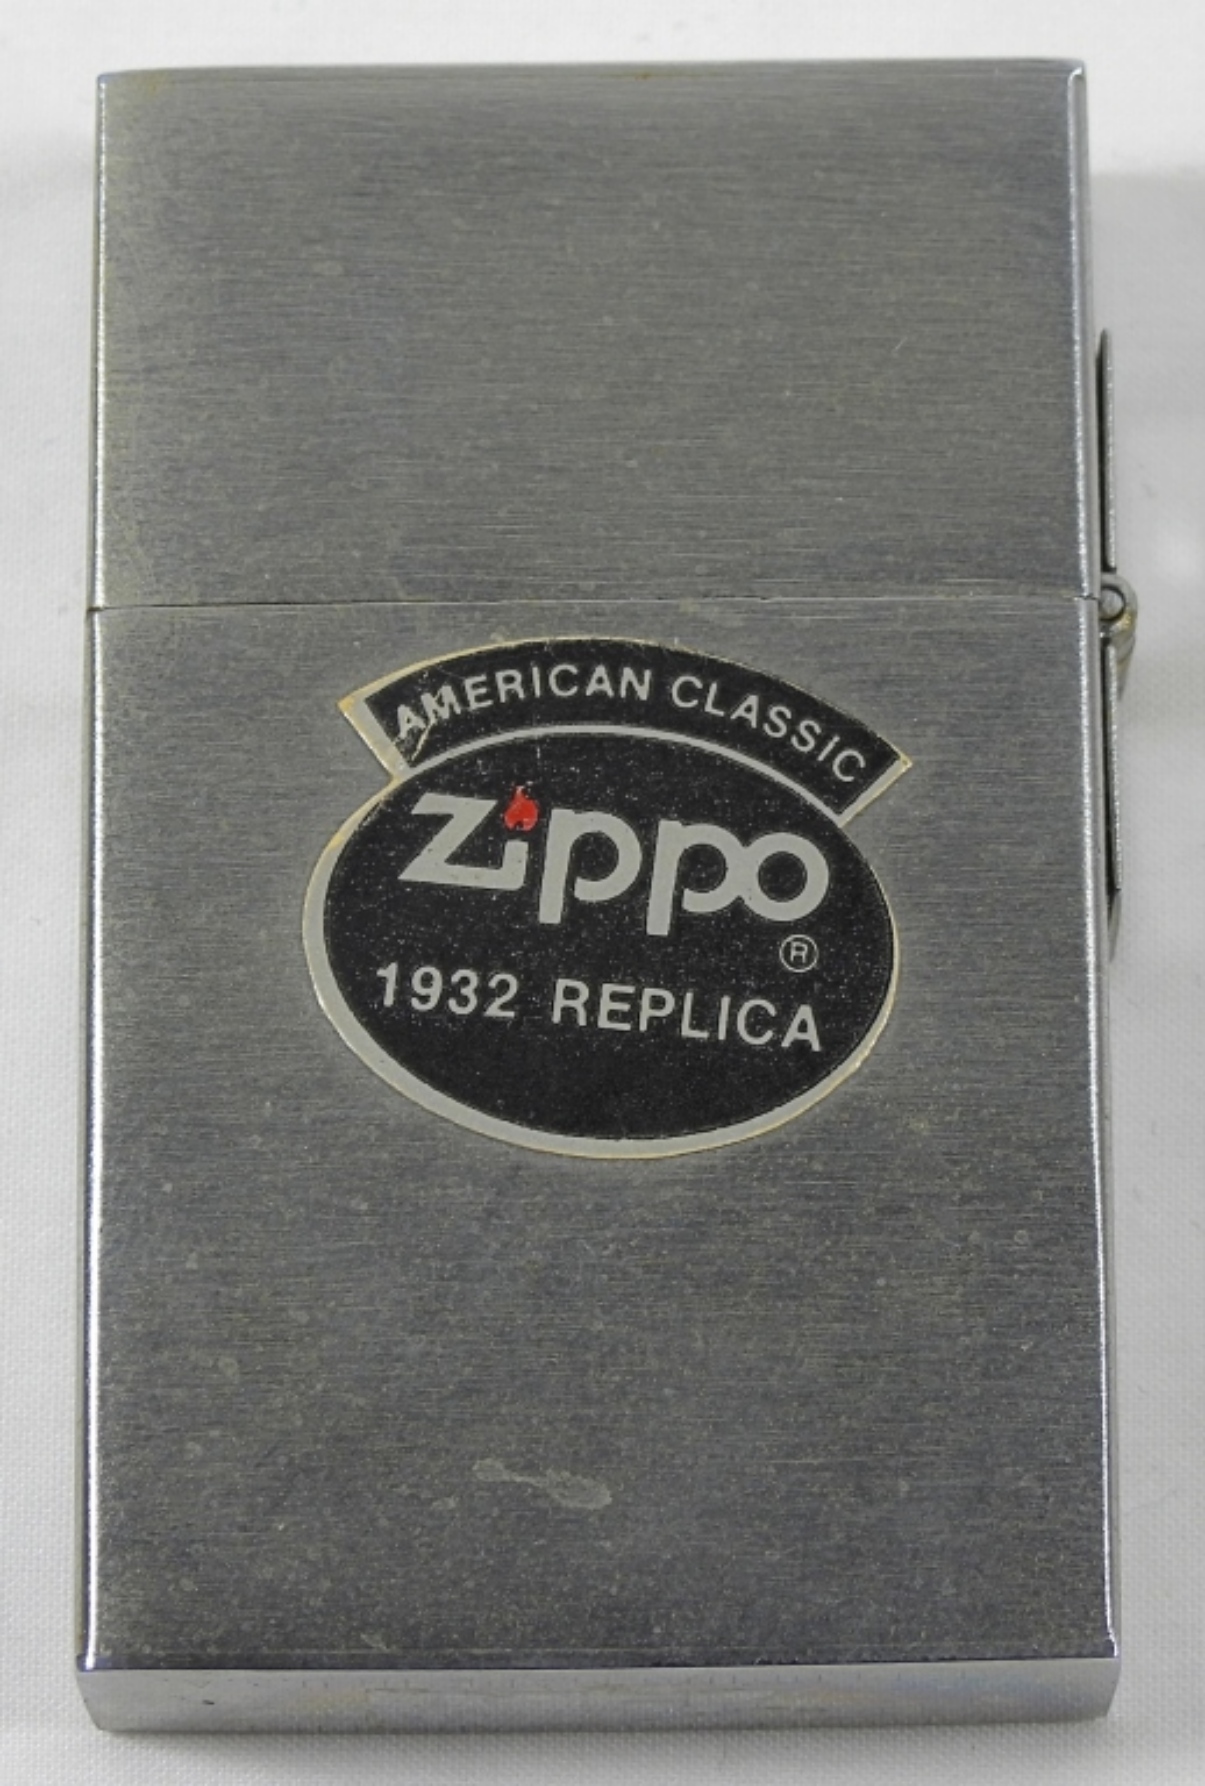 AMERICAN CLASSIC
Zippo
®
1932 REPLICA